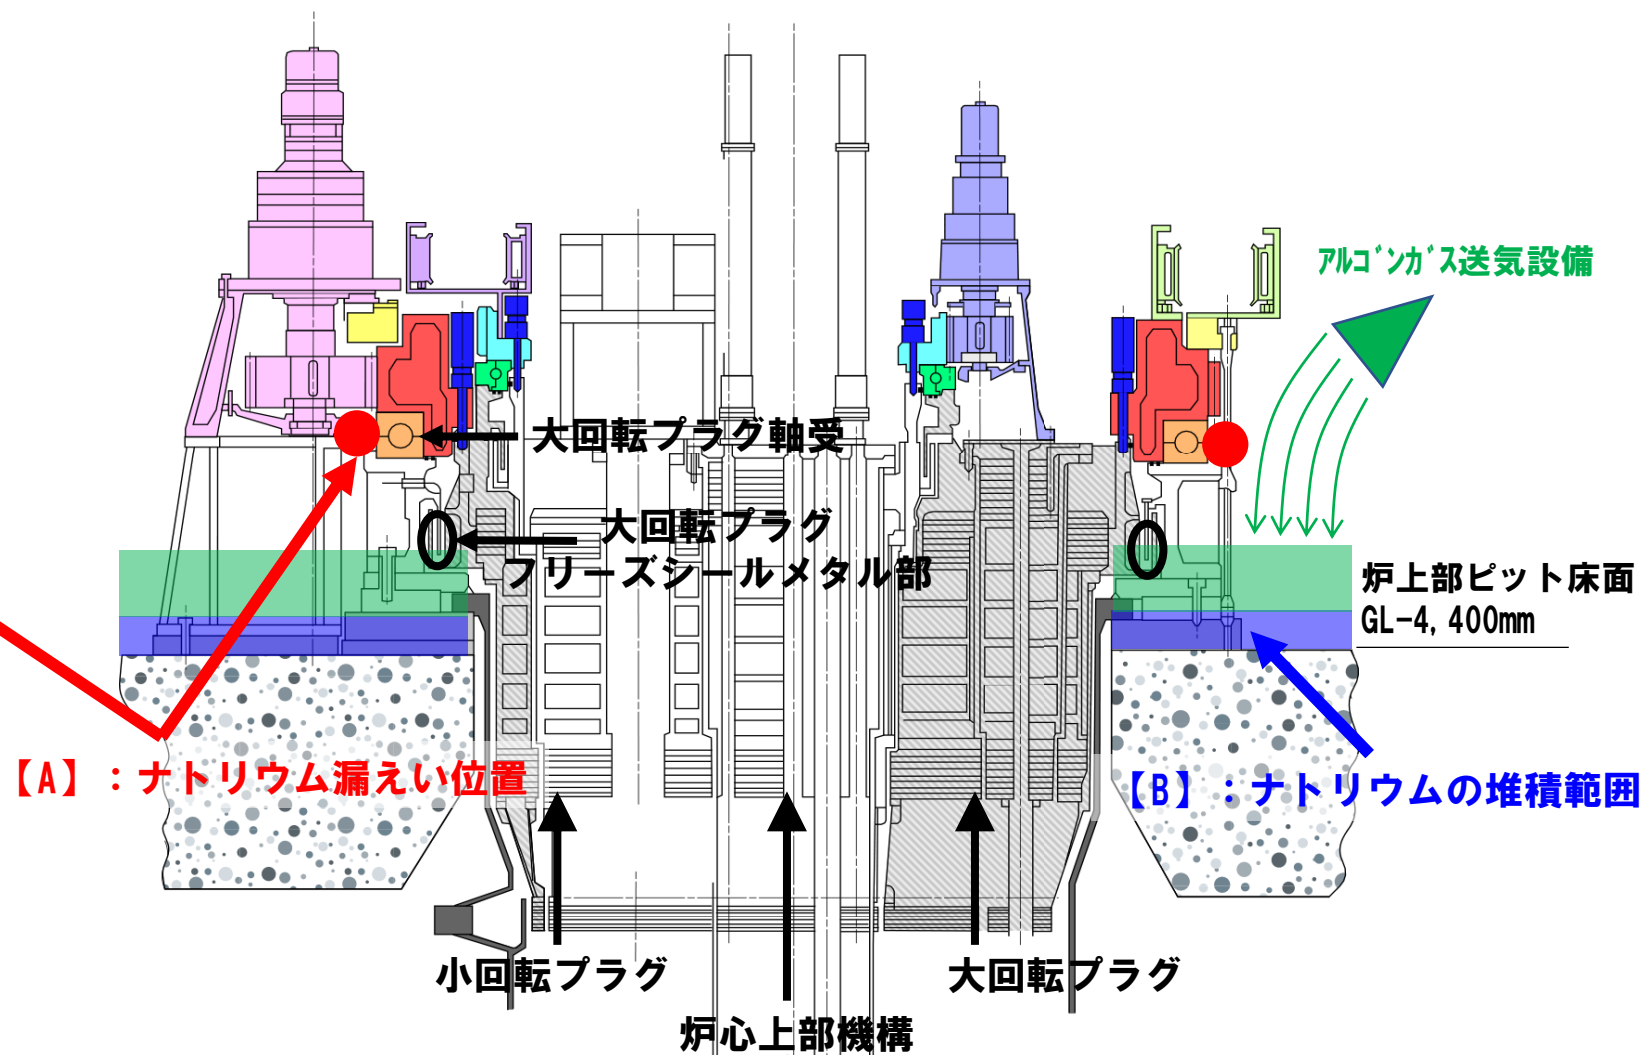 ｱﾙｺﾞﾝｶﾞｽ送気設備
大回転プラグ軸受
大回転プラグ
フリーズシールメタル部
炉上部ピット床面
GL-4,400mm
【A】：ナトリウム漏えい位置
【B】：ナトリウムの堆積範囲
小回転プラグ
大回転プラグ
炉心上部機構